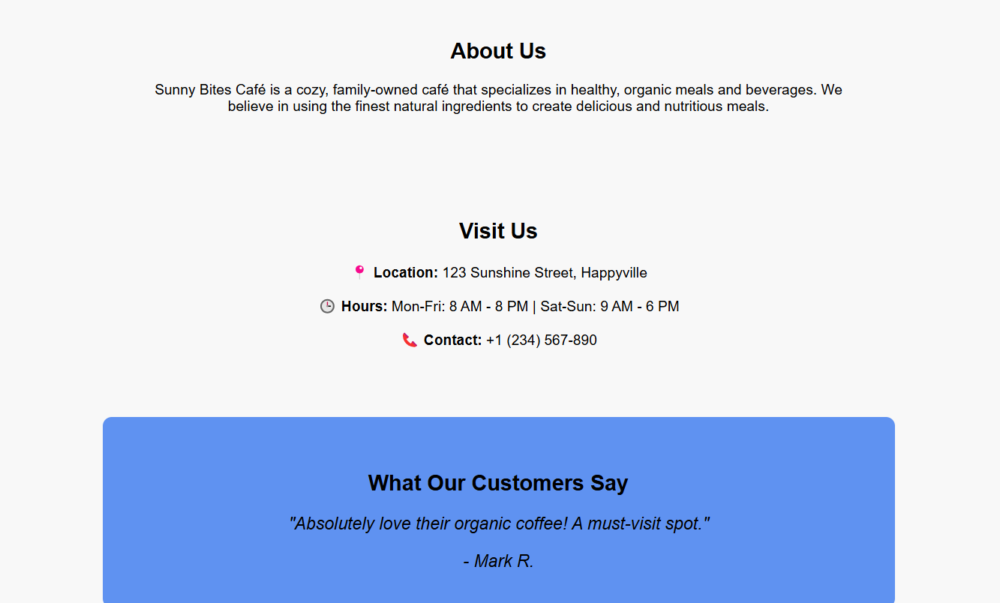 About Us
Sunny Bites Café is a cozy, family-owned café that specializes in healthy, organic meals and beverages. We
believe in using the finest natural ingredients to create delicious and nutritious meals.
Visit Us
Location: 123 Sunshine Street, Happyville
Hours: Mon-Fri: 8 AM - 8 PM | Sat-Sun: 9 AM - 6 PM
Contact: +1 (234) 567-890
What Our Customers Say
"Absolutely love their organic coffee! A must-visit spot."
- Mark R.